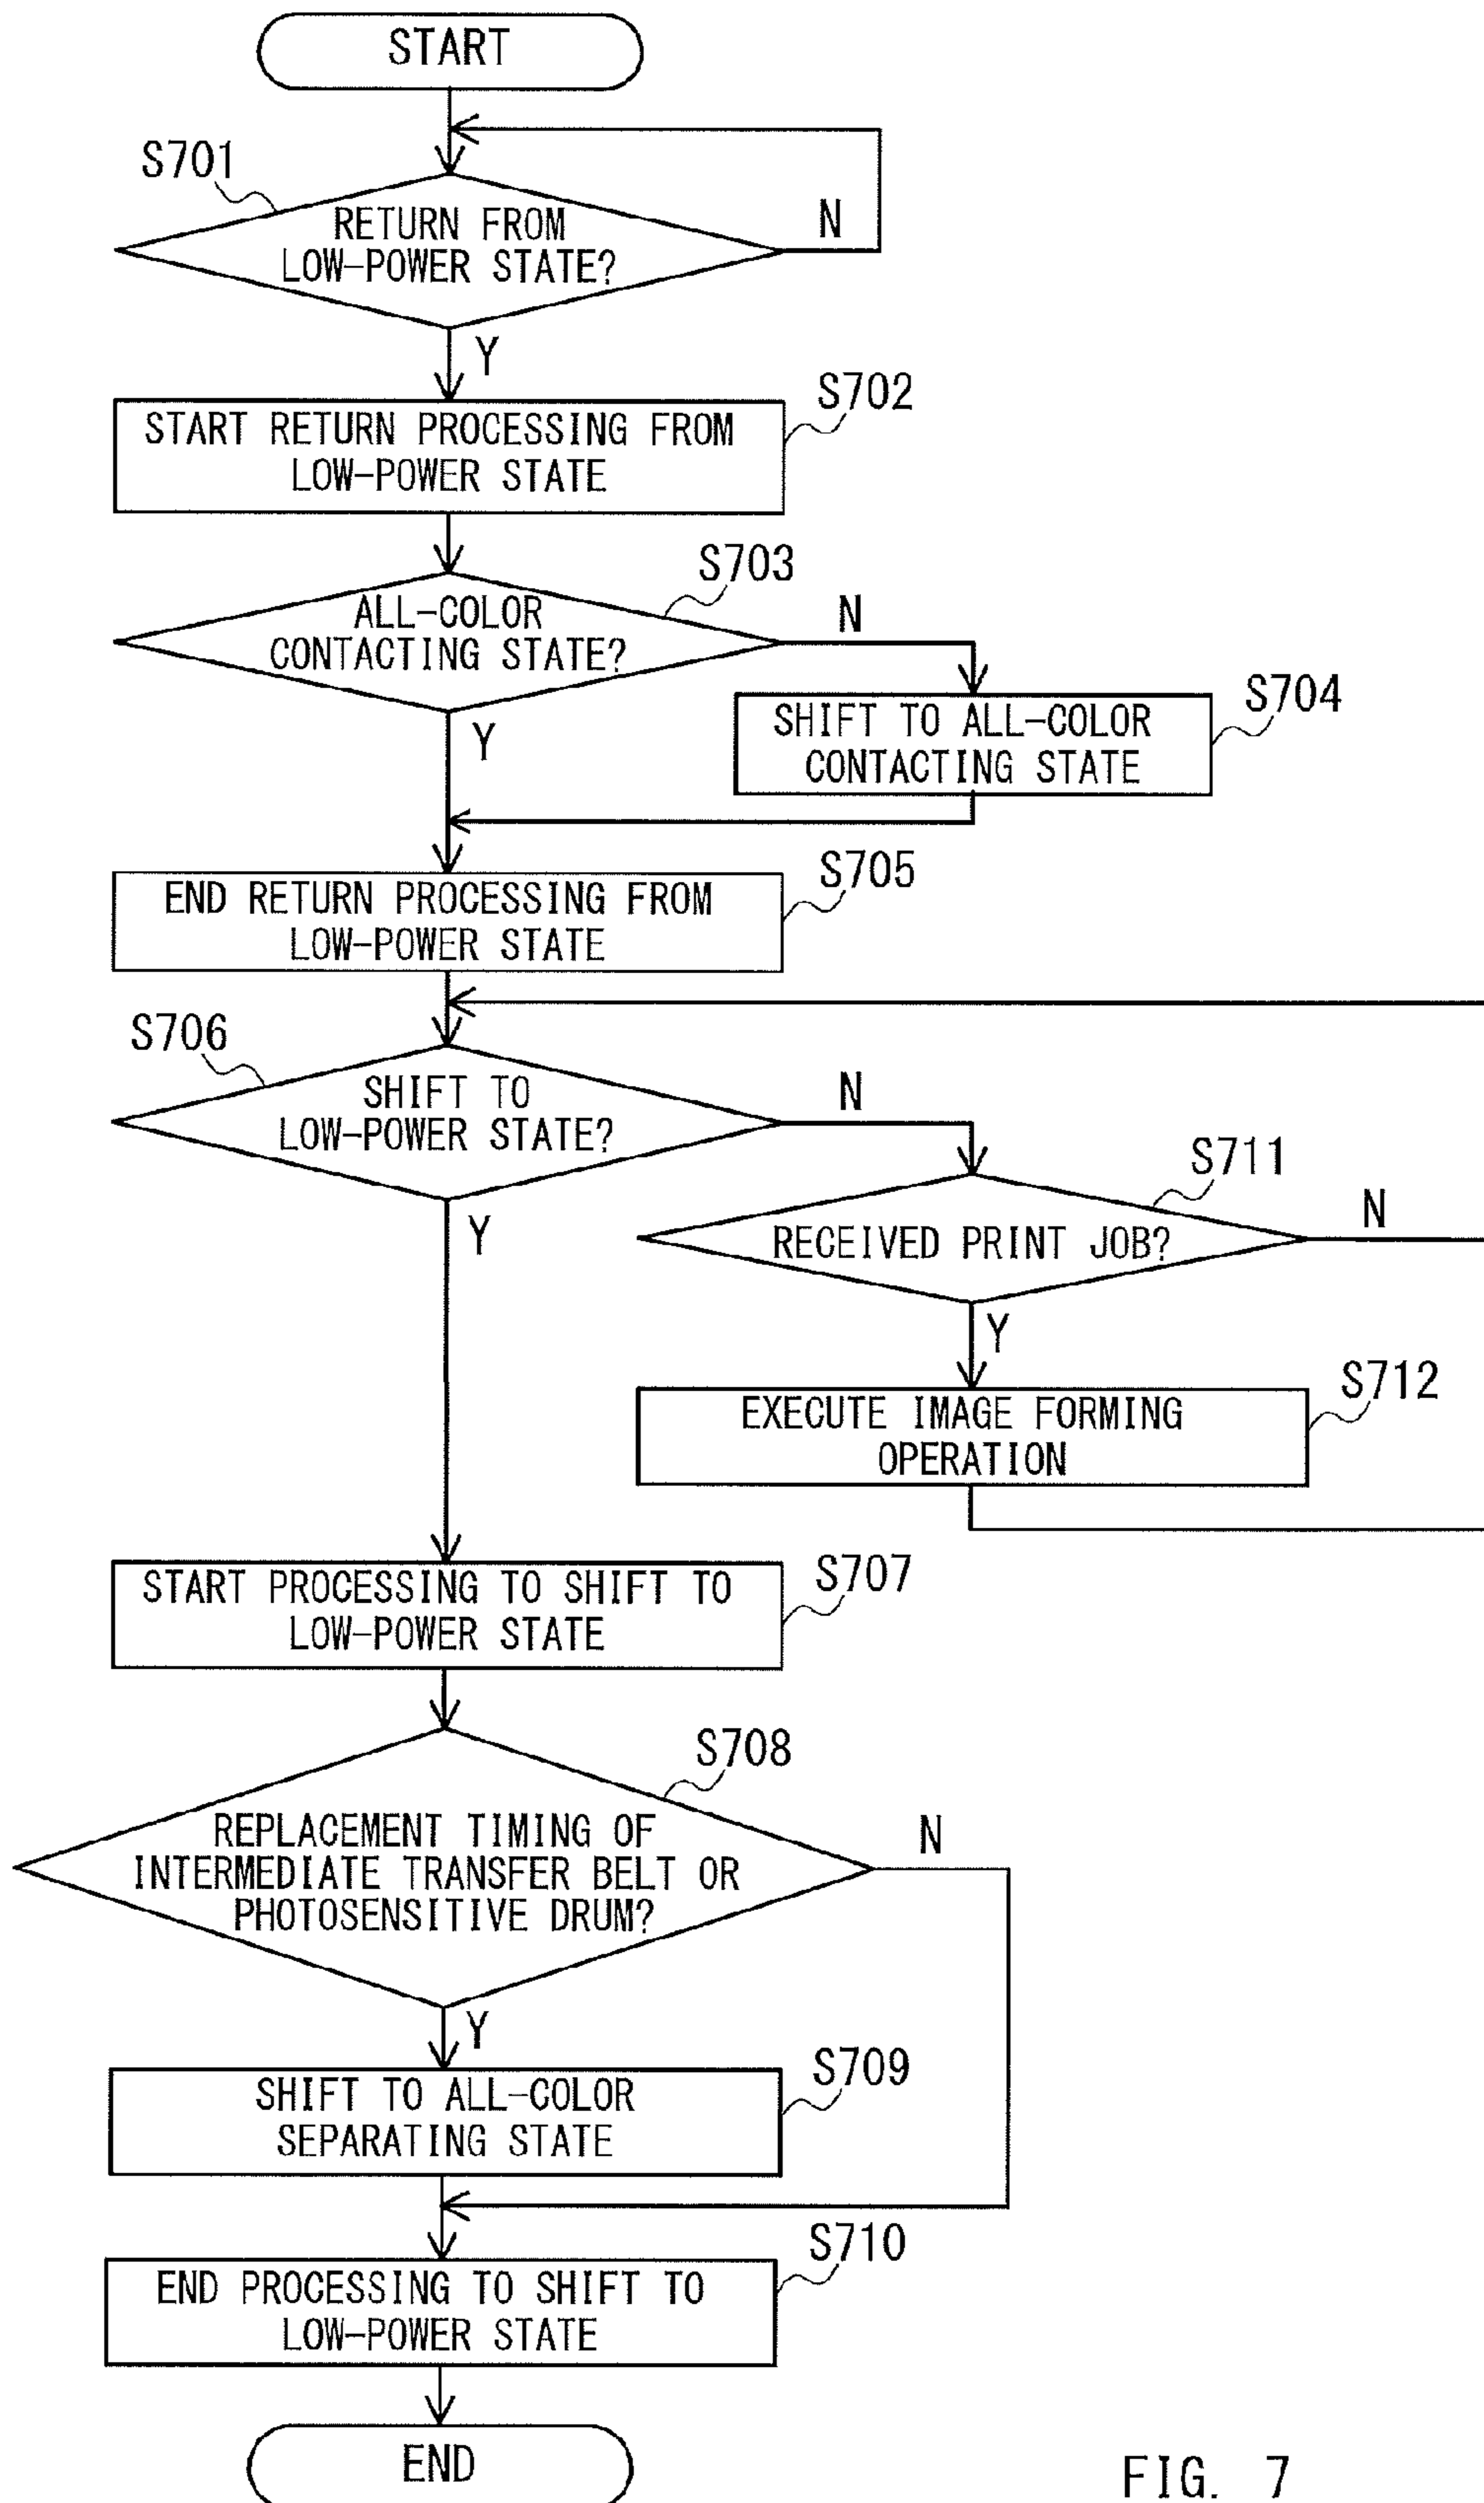 START
S701
RETURN FROM
LOW-POWER STATE?
N
Y
S702
START RETURN PROCESSING FROM
LOW-POWER STATE
S703
ALL-COLOR
CONTACTING STATE?
N
S704
SHIFT TO ALL-COLOR
CONTACTING STATE
Y
S705
END RETURN PROCESSING FROM
LOW-POWER STATE
S706
SHIFT TO
LOW-POWER STATE?
N
S711
RECEIVED PRINT JOB?
N
Y
Y
S712
EXECUTE IMAGE FORMING
OPERATION
S707
START PROCESSING TO SHIFT TO
LOW-POWER STATE
S708
REPLACEMENT TIMING OF
INTERMEDIATE TRANSFER BELT OR
PHOTOSENSITIVE DRUM?
N
Y
S709
SHIFT TO ALL-COLOR
SEPARATING STATE
S710
END PROCESSING TO SHIFT TO
LOW-POWER STATE
END
FIG. 7